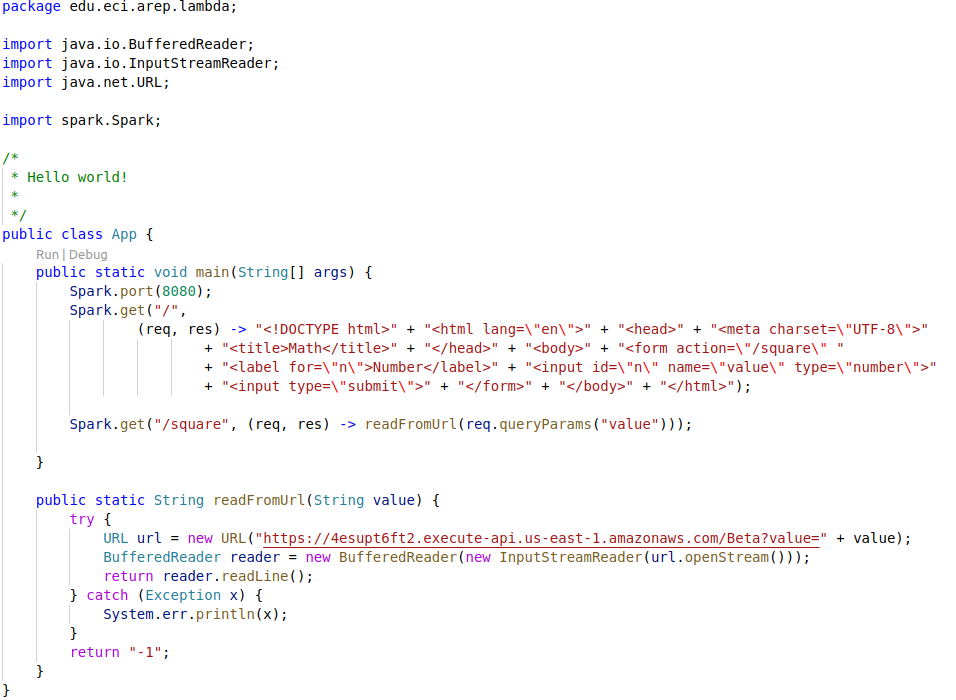 package edu.eci.arep.lambda;
import java.io.BufferedReader;
import java.io.InputStreamReader;
import java.net.URL;
import spark.Spark;
/*
 * Hello world!
 *
 */
public class App {
    Run | Debug
    public static void main(String[] args) {
        Spark.port(8080);
        Spark.get("/",
                (req, res) -> "<!DOCTYPE html>" + "<html lang=\"en\">" + "<head>" + "<meta charset=\"UTF-8\">"
                        + "<title>Math</title>" + "</head>" + "<body>" + "<form action=\"/square\" "
                        + "<label for=\"n\">Number</label>" + "<input id=\"n\" name=\"value\" type=\"number\">"
                        + "<input type=\"submit\">" + "</form>" + "</body>" + "</html>");
        Spark.get("/square", (req, res) -> readFromUrl(req.queryParams("value")));
    }
    public static String readFromUrl(String value) {
        try {
            URL url = new URL("https://4esupt6ft2.execute-api.us-east-1.amazonaws.com/Beta?value=" + value);
            BufferedReader reader = new BufferedReader(new InputStreamReader(url.openStream()));
            return reader.readLine();
        } catch (Exception x) {
            System.err.println(x);
        }
        return "-1";
    }
}